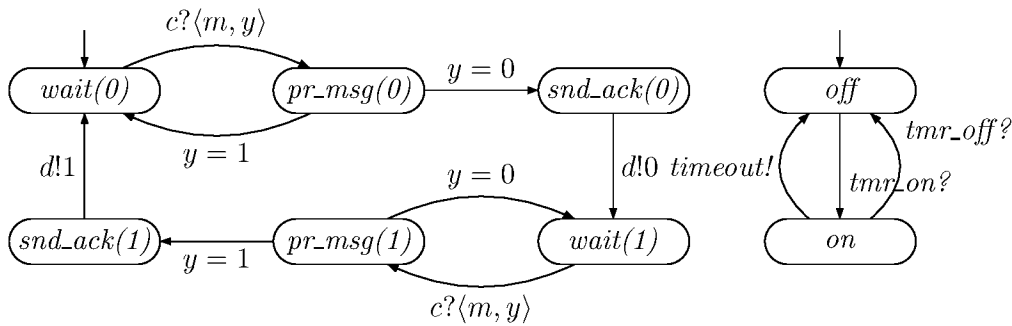 c?⟨m, y⟩
wait(0)
pr_msg(0)
y = 0
snd_ack(0)
off
y = 1
tmr_off?
d!1
y = 0
d!0
timeout!
tmr_on?
snd_ack(1)
y = 1
pr_msg(1)
wait(1)
on
c?⟨m, y⟩